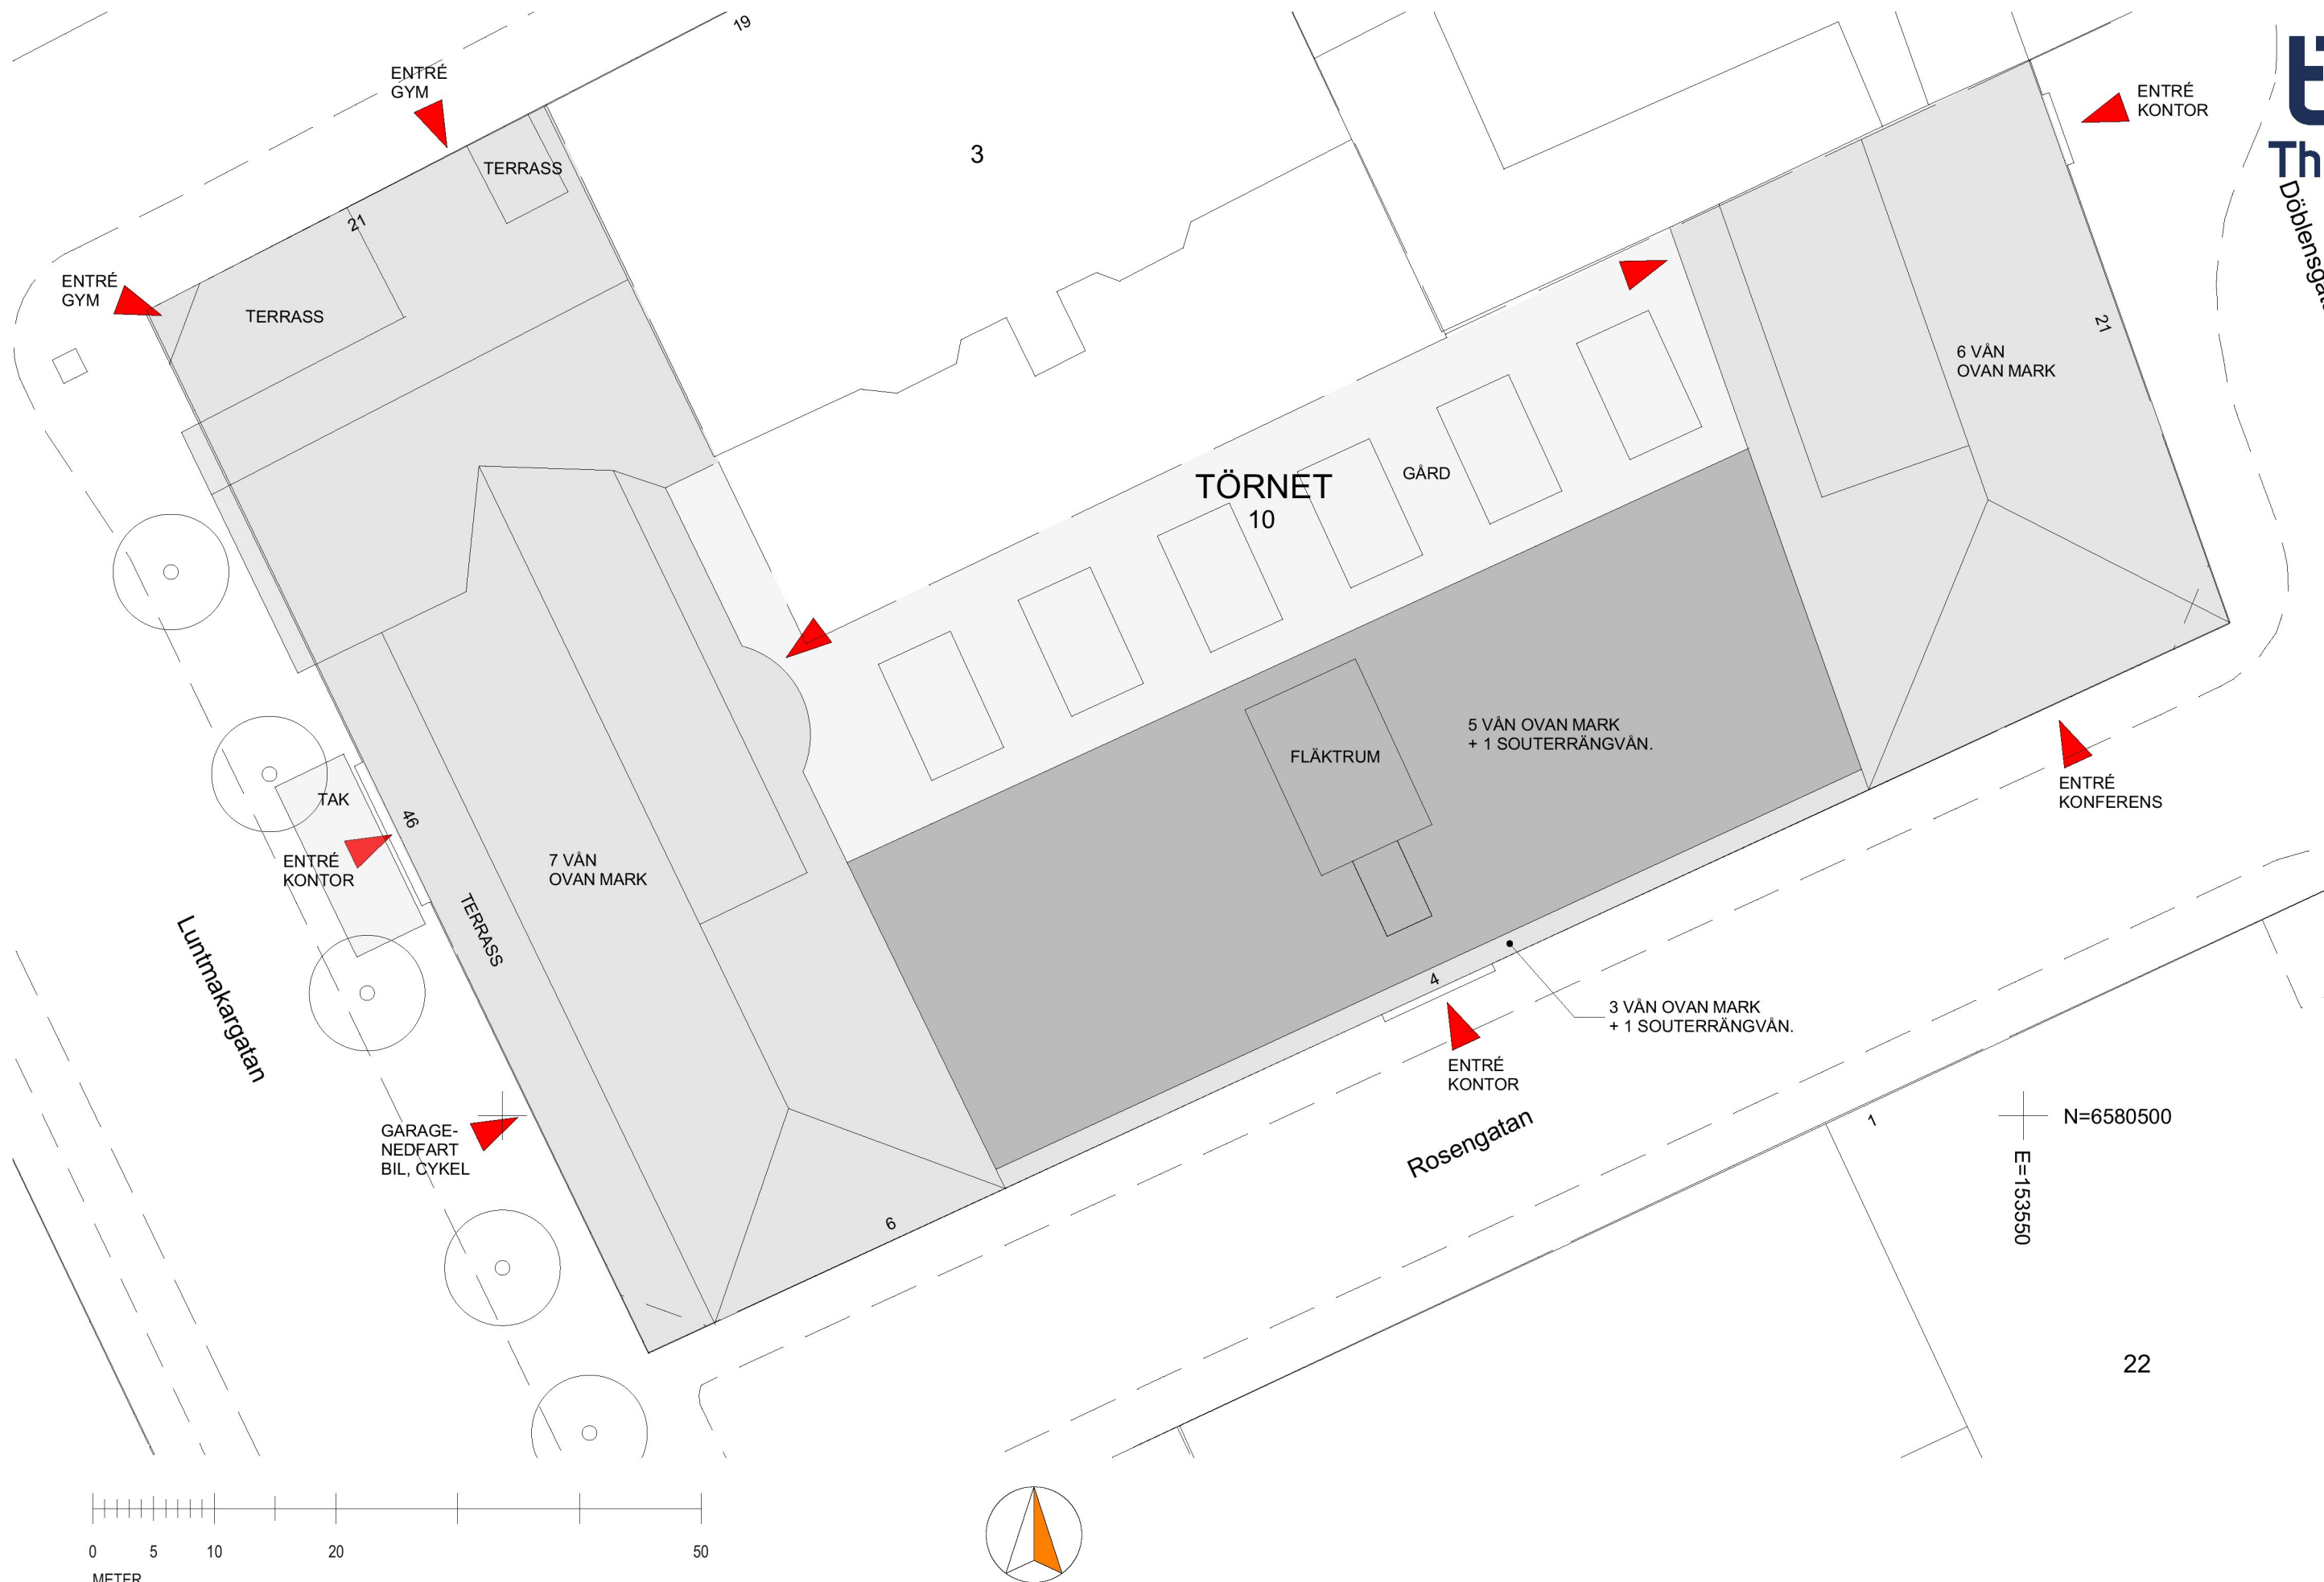 19
ENTRÉ
GYM
TERRASS
3
ENTRÉ
KONTOR
Th
21
ENTRÉ
GYM
TERRASS
21
6 VÅN
OVAN MARK
TÖRNET
10
GÅRD
5 VÅN OVAN MARK
+ 1 SOUTERRÄNGVÅN.
FLÄKTRUM
ENTRÉ
KONFERENS
TAK
46
ENTRÉ
KONTOR
7 VÅN
OVAN MARK
TERRASS
Luntmakargatan
4
3 VÅN OVAN MARK
+ 1 SOUTERRÄNGVÅN.
ENTRÉ
KONTOR
GARAGE-
NEDFART
BIL, CYKEL
Rosengatan
1
N=6580500
E=153550
6
22
0 5 10 20 50
METER